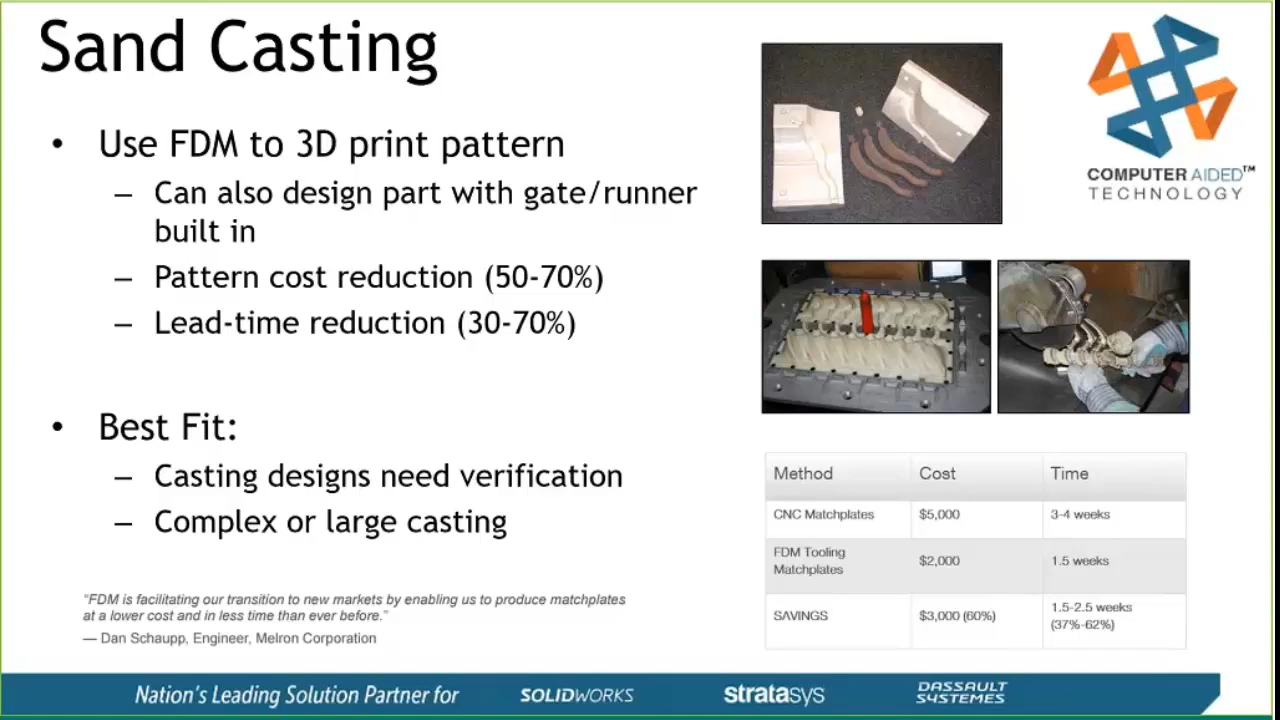 Sand Casting
• Use FDM to 3D print pattern
– Can also design part with gate/runner
built in
– Pattern cost reduction (50-70%)
– Lead-time reduction (30-70%)
• Best Fit:
– Casting designs need verification
– Complex or large casting
"FDM is facilitating our transition to new markets by enabling us to produce matchplates
at a lower cost and in less time than ever before."
— Dan Schaupp, Engineer, Melron Corporation
COMPUTER AIDED™
TECHNOLOGY
Method Cost Time
CNC Matchplates $5,000 3-4 weeks
FDM Tooling
Matchplates $2,000 1.5 weeks
SAVINGS $3,000 (60%) 1.5-2.5 weeks
(37%-62%)
Nation's Leading Solution Partner for SOLIDWORKS stratasys DASSAULT
SYSTEMES